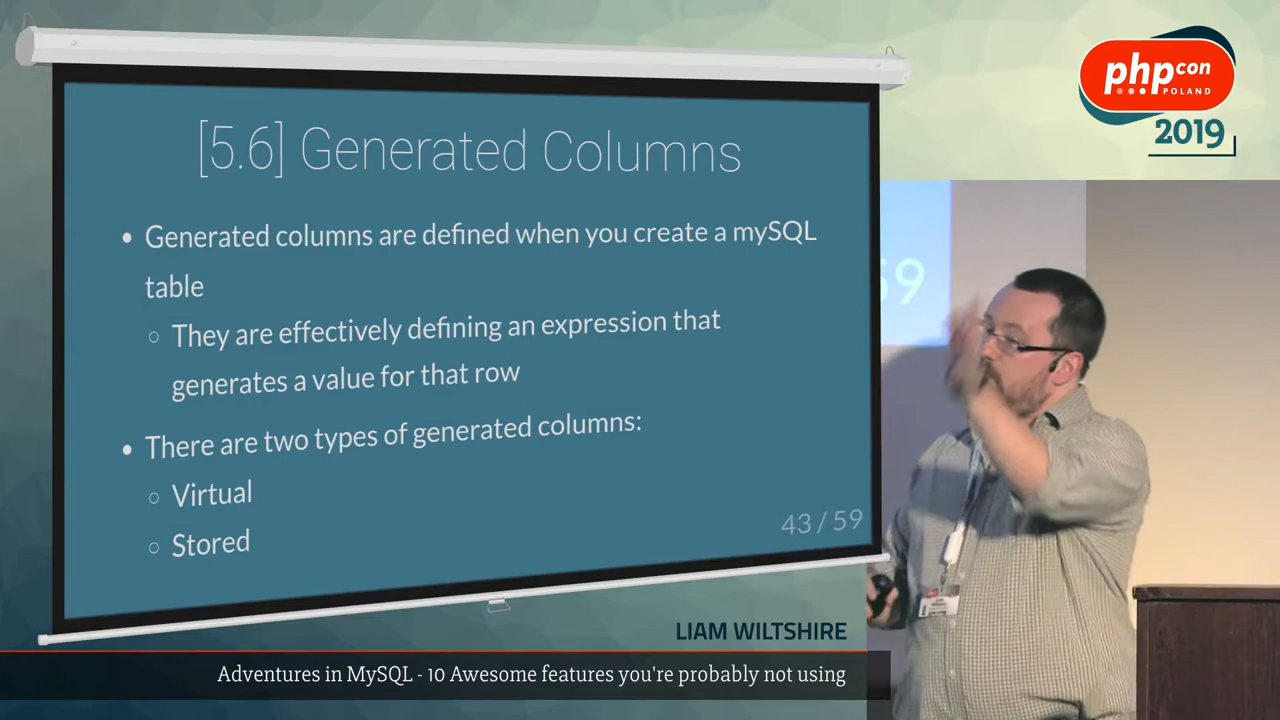 [5.6] Generated Columns
• Generated columns are defined when you create a mySQL
table
○ They are effectively defining an expression that
generates a value for that row
• There are two types of generated columns:
○ Virtual
○ Stored
43 / 59
phpcon
POLAND
2019
59
LIAM WILTSHIRE
Adventures in MySQL - 10 Awesome features you're probably not using